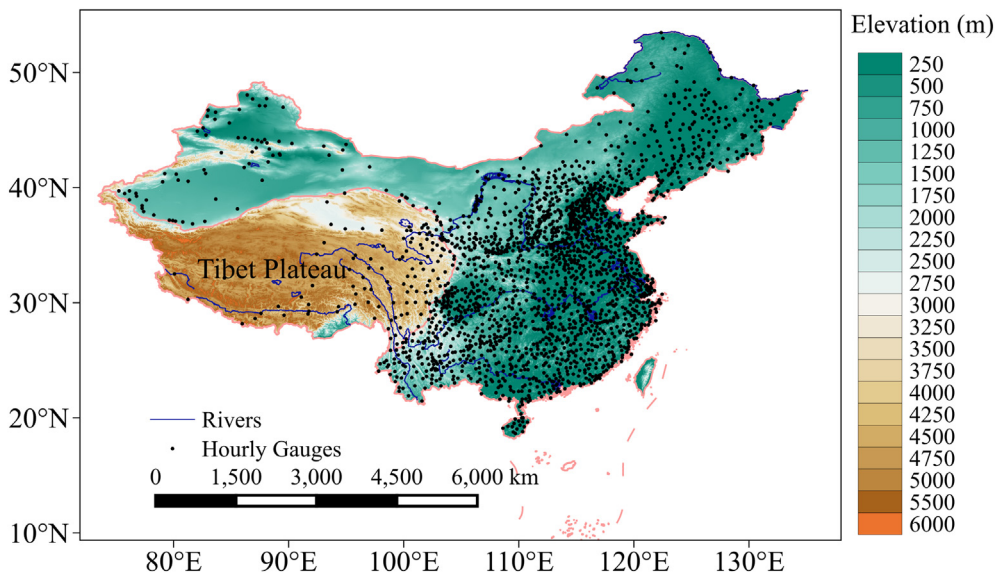 Elevation (m)
250
500
750
1000
1250
1500
1750
2000
2250
2500
2750
3000
3250
3500
3750
4000
4250
4500
4750
5000
5500
6000
50°N
40°N
30°N
20°N
10°N
Tibet Plateau
Rivers
Hourly Gauges
0 1,500 3,000 4,500 6,000 km
80°E 90°E 100°E 110°E 120°E 130°E